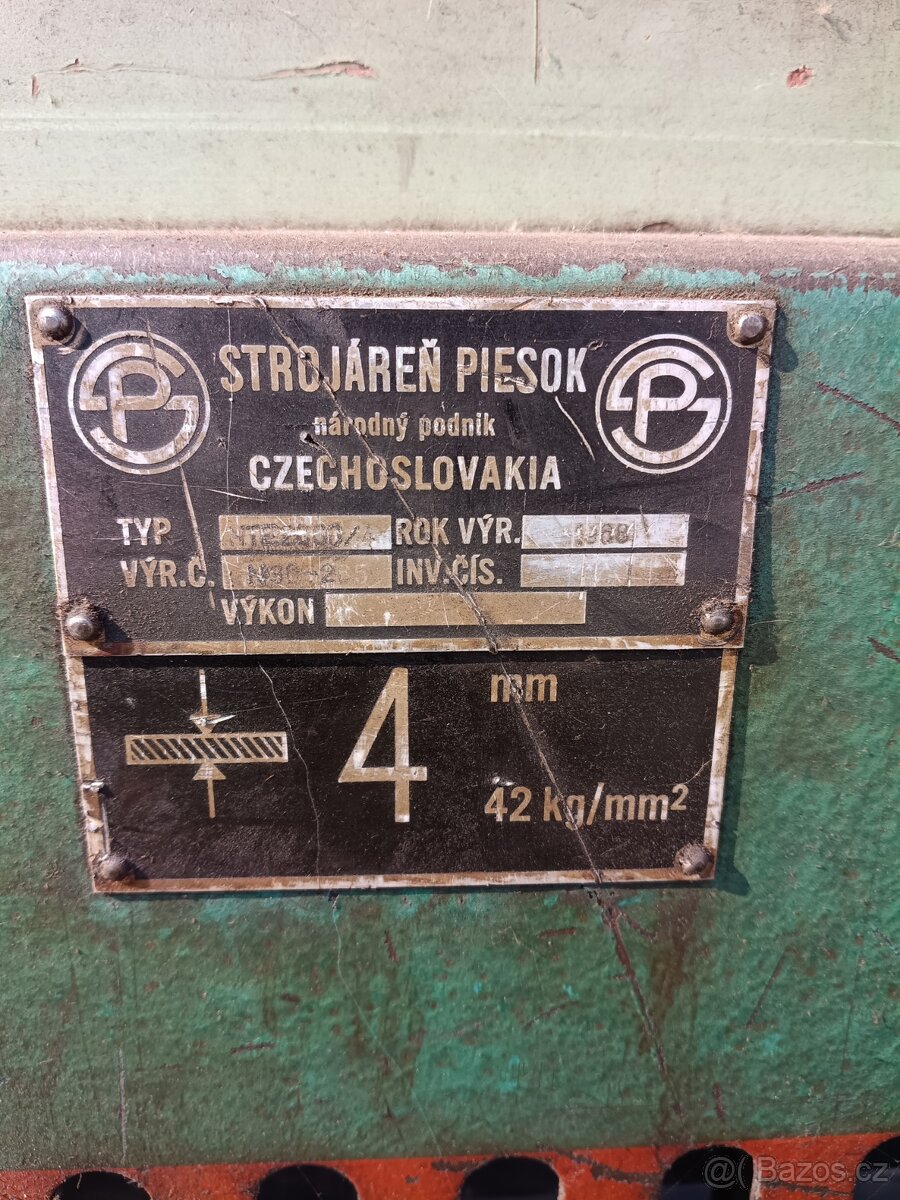 STROJÁREŇ PIESOK
národný podnik
CZECHOSLOVAKIA
TYP ROK VÝR. 1988
VÝR.Č. INV.ČÍS.
VÝKON
4 mm
42 kg/mm²
@ Bazos.cz